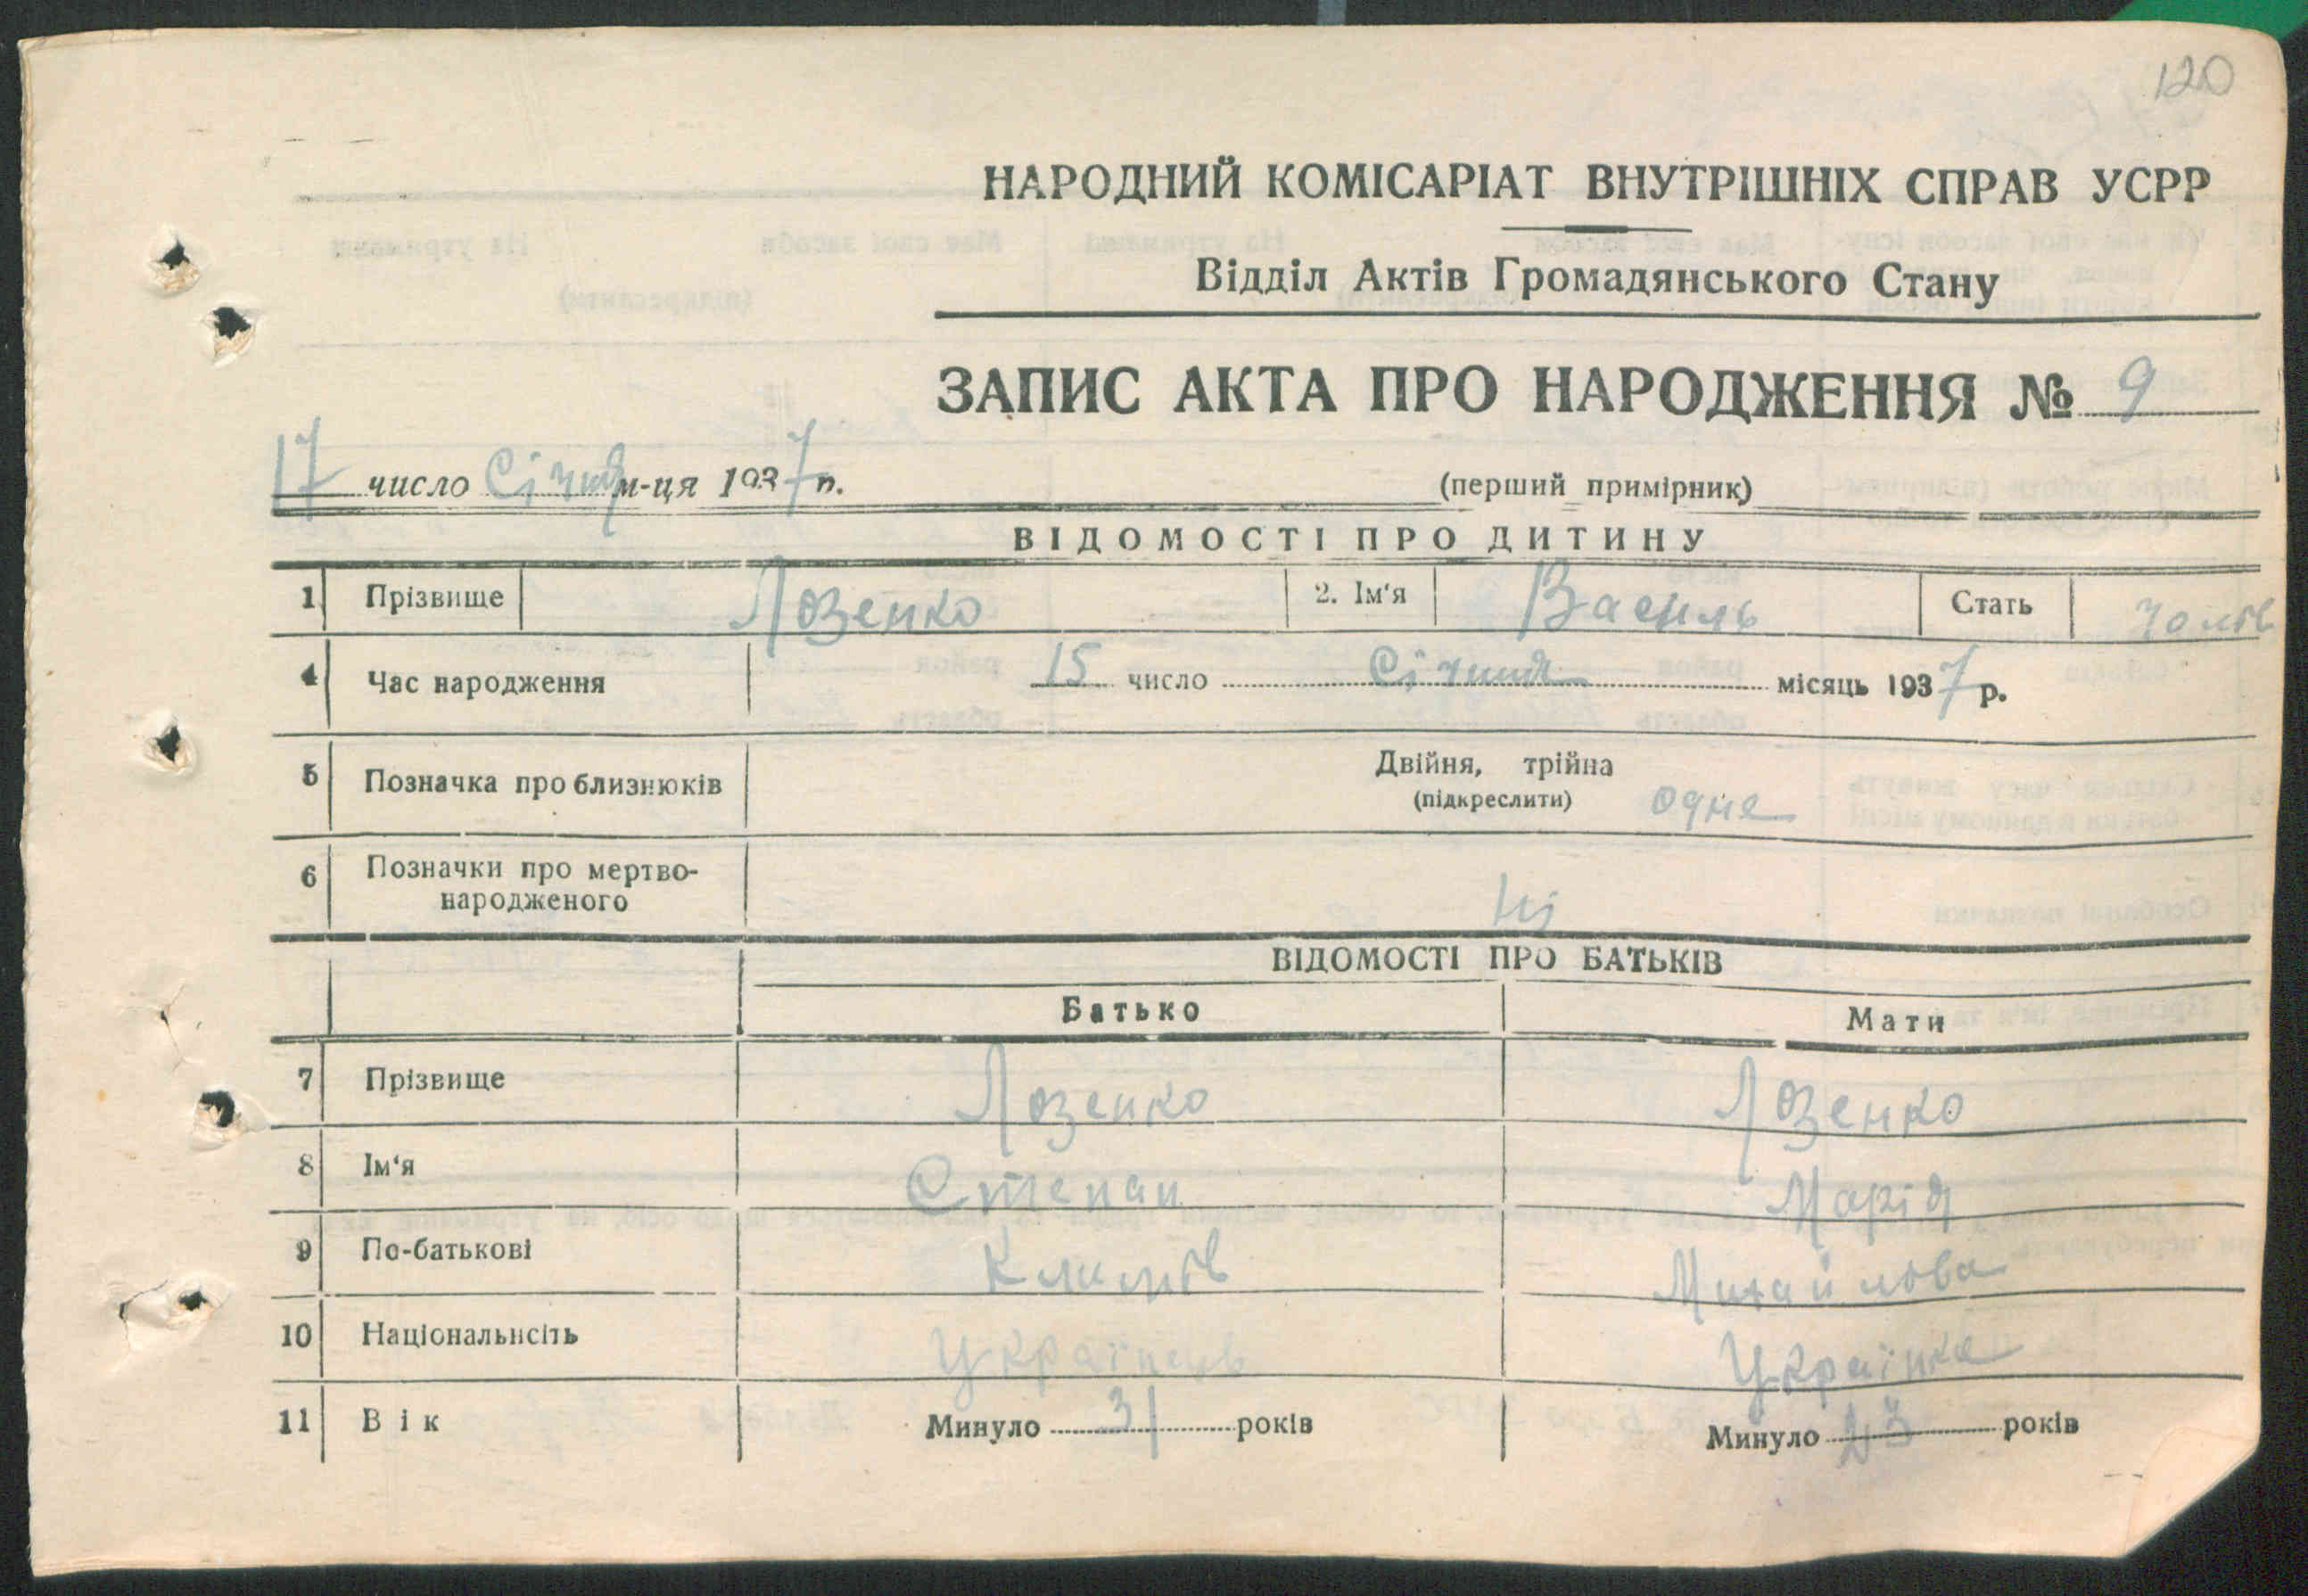 120
НАРОДНИЙ КОМІСАРІАТ ВНУТРІШНІХ СПРАВ УСРР
Відділ Актів Громадянського Стану
ЗАПИС АКТА ПРО НАРОДЖЕННЯ № 9
17 число Січня м-ця 1937 р.
(перший примірник)
ВІДОМОСТІ ПРО ДИТИНУ
1 Прізвище Лозенко 2. Ім'я Василь Стать чолів
4 Час народження 15 число Січня місяць 1937 р.
5 Позначка про близнюків Двійня, трійна
(підкреслити) одне
6 Позначки про мертво-
народженого Ні
ВІДОМОСТІ ПРО БАТЬКІВ
Батько Мати
7 Прізвище Лозенко Лозенко
8 Ім'я Степан Марія
9 По-батькові Климів Михайлова
10 Національність Українець Українка
11 Вік Минуло 31 років Минуло 23 років